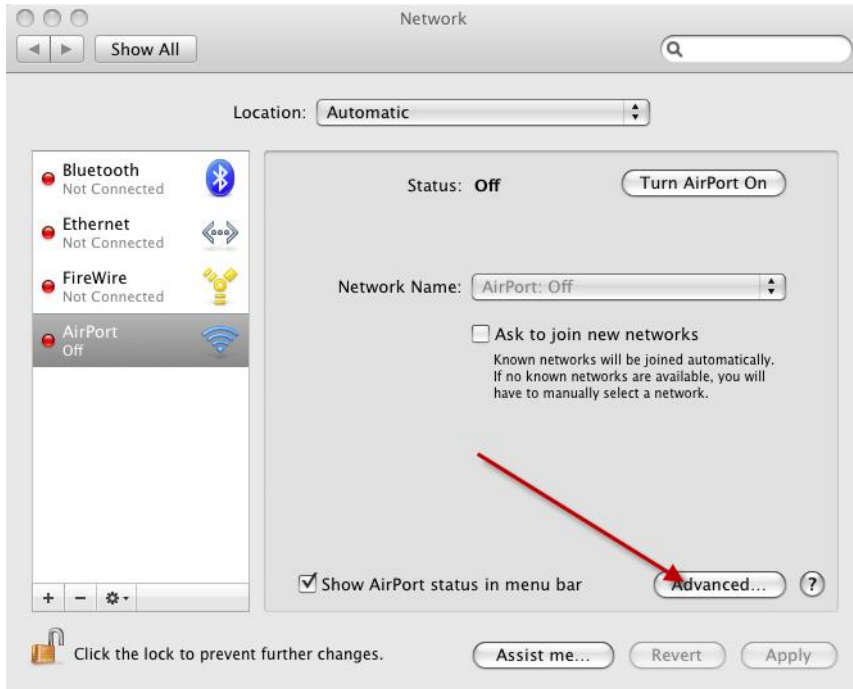 Network
Show All
Location: Automatic
Bluetooth
Not Connected
Ethernet
Not Connected
FireWire
Not Connected
AirPort
Off
Status: Off
Turn AirPort On
Network Name: AirPort: Off
Ask to join new networks
Known networks will be joined automatically.
If no known networks are available, you will
have to manually select a network.
Show AirPort status in menu bar
Advanced...
?
Click the lock to prevent further changes.
Assist me...
Revert
Apply